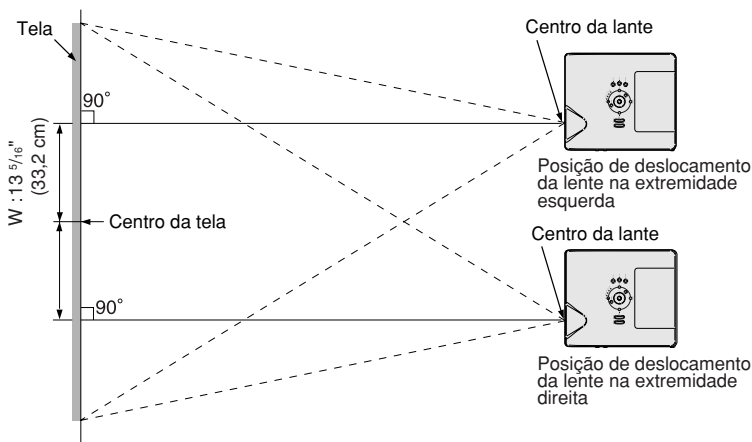 Tela
Centro da lante
90°
W : 13 5/16"
(33,2 cm)
Posição de deslocamento
da lente na extremidade
esquerda
Centro da tela
Centro da lante
90°
Posição de deslocamento
da lente na extremidade
direita